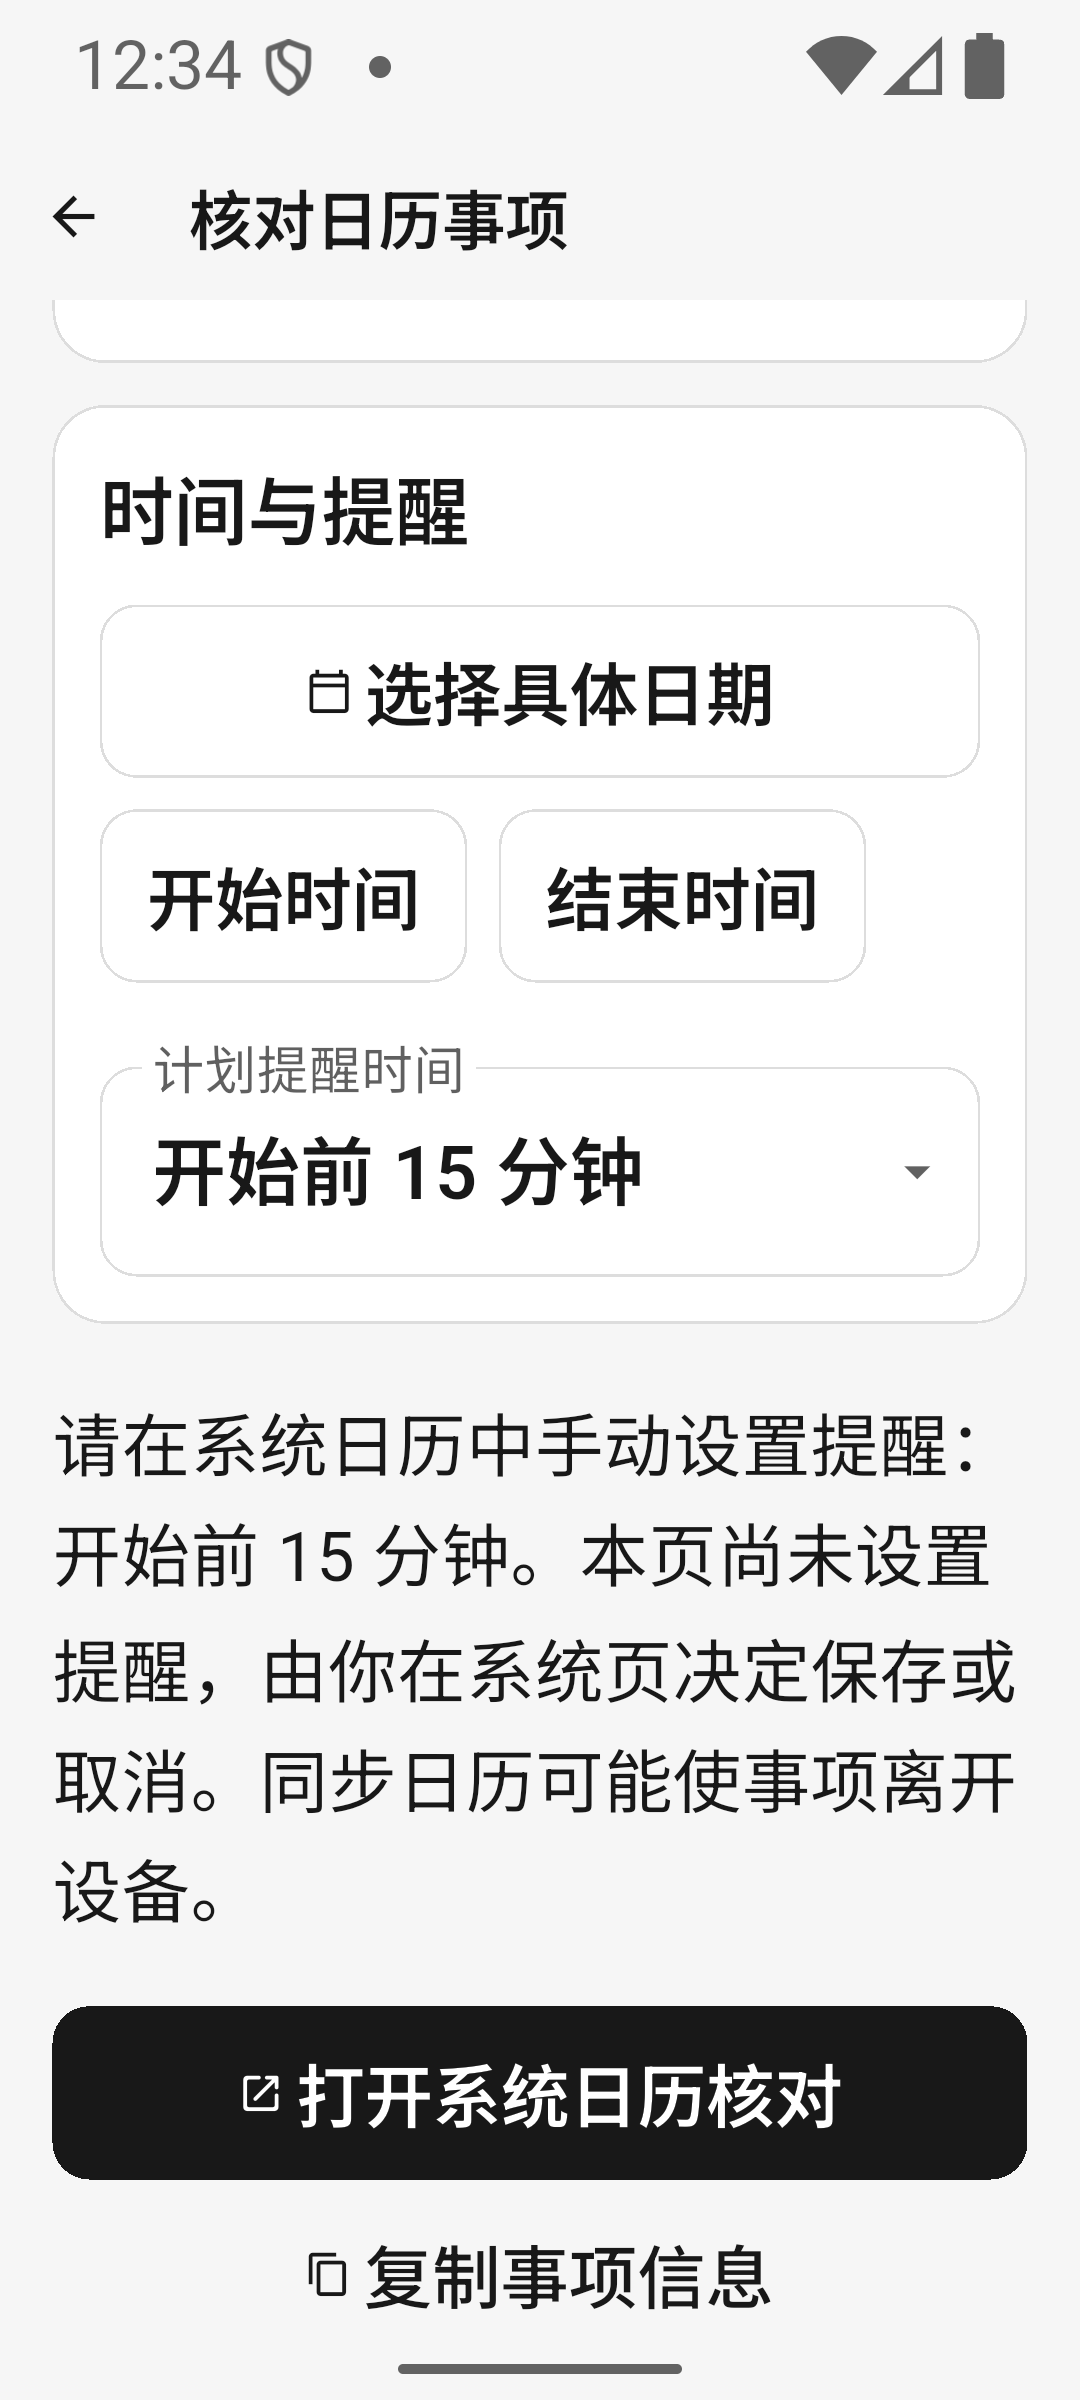 12:34
核对日历事项
时间与提醒
选择具体日期
开始时间
结束时间
计划提醒时间
开始前 15 分钟
请在系统日历中手动设置提醒：
开始前 15 分钟。本页尚未设置
提醒，由你在系统页决定保存或
取消。同步日历可能使事项离开
设备。
打开系统日历核对
复制事项信息